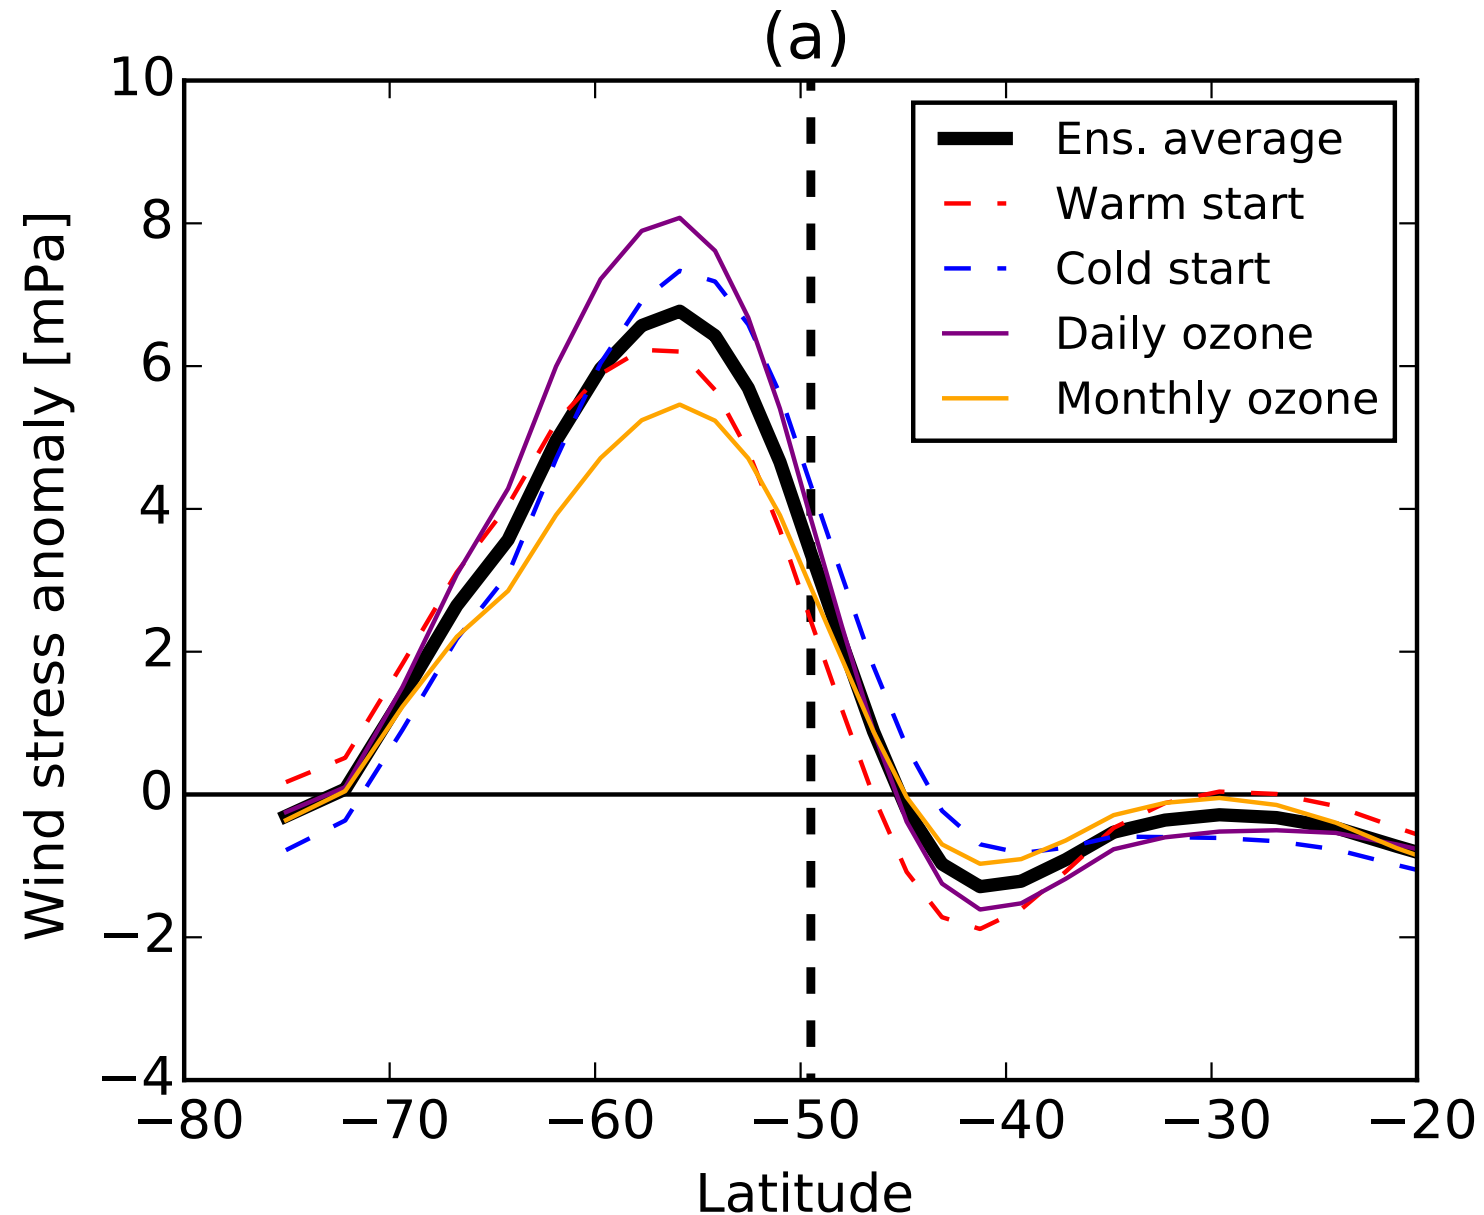 (a)
10
8
6
4
2
0
−2
−4
Wind stress anomaly [mPa]
Ens. average
Warm start
Cold start
Daily ozone
Monthly ozone
−80 −70 −60 −50 −40 −30 −20
Latitude